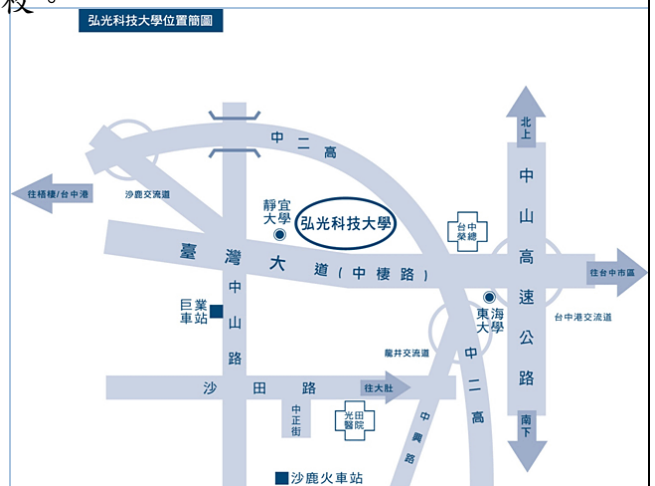 校。
弘光科技大學位置簡圖
北上
中二高
中山高速公路
往梧棲/台中港
沙鹿交流道
靜宜
大學
弘光科技大學
台中
榮總
臺灣大道(中棲路)
往台中市區
中山路
巨業
車站
東海
大學
台中港交流道
龍井交流道
中二高
沙田路
往大肚
中正街
光田
醫院
中興路
南下
沙鹿火車站